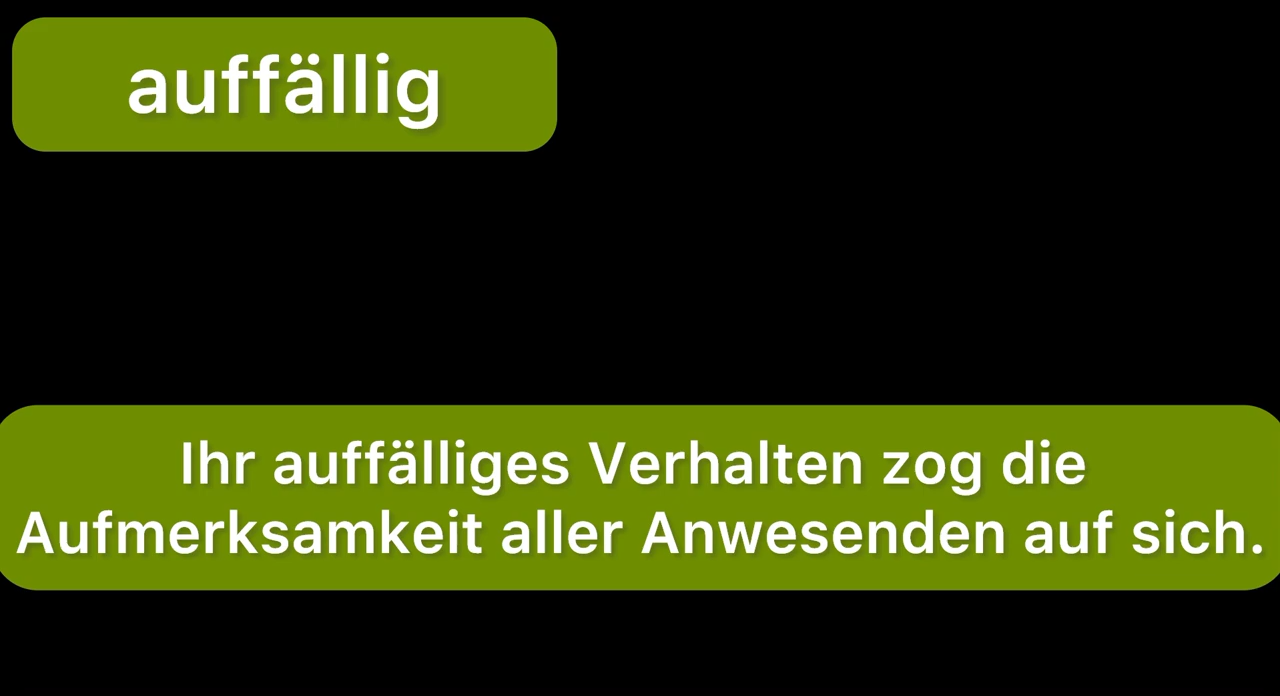 auffällig
Ihr auffälliges Verhalten zog die
Aufmerksamkeit aller Anwesenden auf sich.